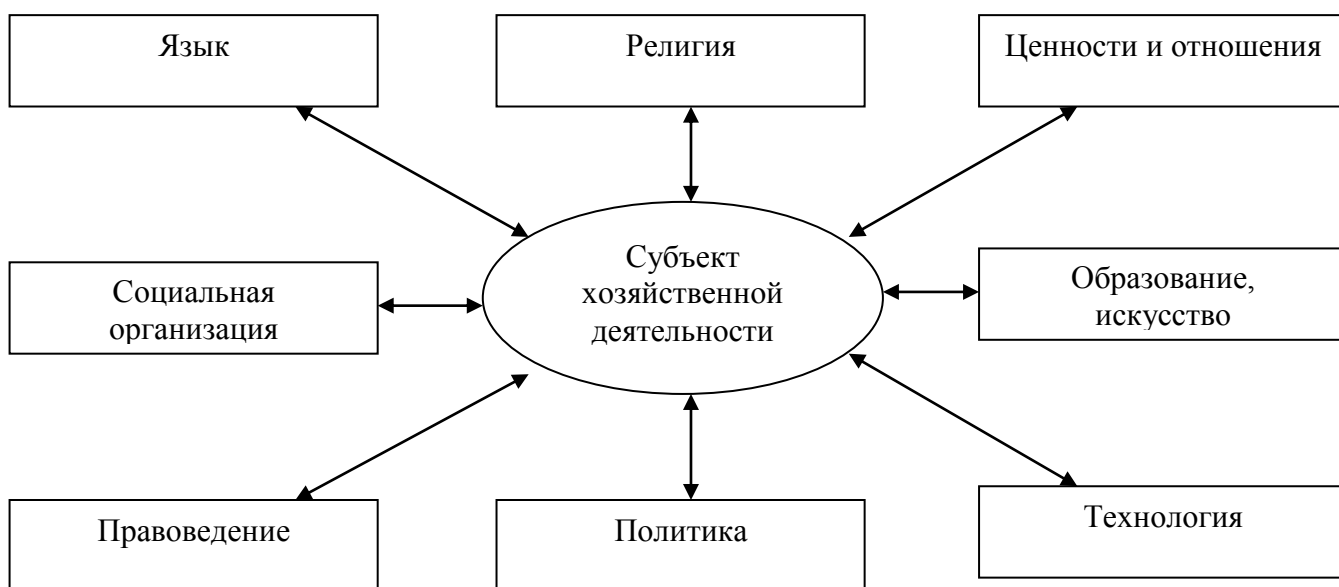 Язык
Религия
Ценности и отношения
Субъект
хозяйственной
деятельности
Социальная
организация
Образование,
искусство
Правоведение
Политика
Технология